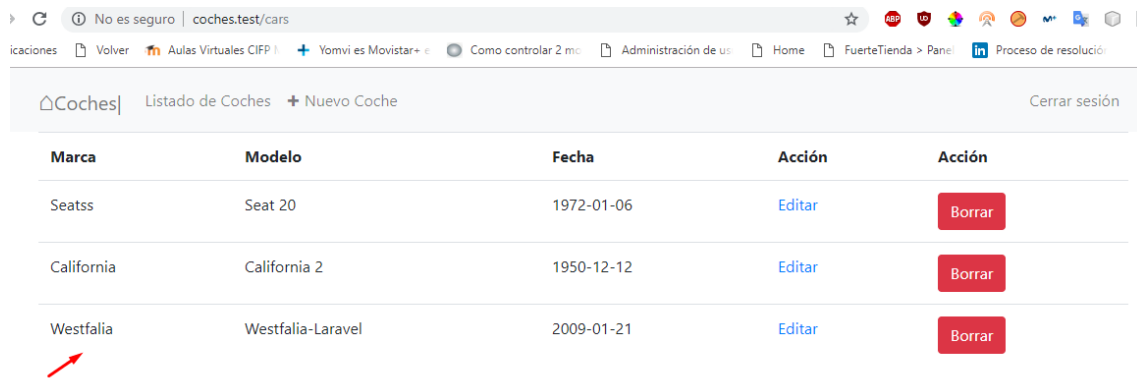 No es seguro | coches.test/cars
icaciones Volver Aulas Virtuales CIFP Yomvi es Movistar+ e Como controlar 2 mo Administración de us Home FuerteTienda > Panel Proceso de resolución
Coches| Listado de Coches + Nuevo Coche Cerrar sesión
Marca Modelo Fecha Acción Acción
Seatss Seat 20 1972-01-06 Editar Borrar
California California 2 1950-12-12 Editar Borrar
Westfalia Westfalia-Laravel 2009-01-21 Editar Borrar